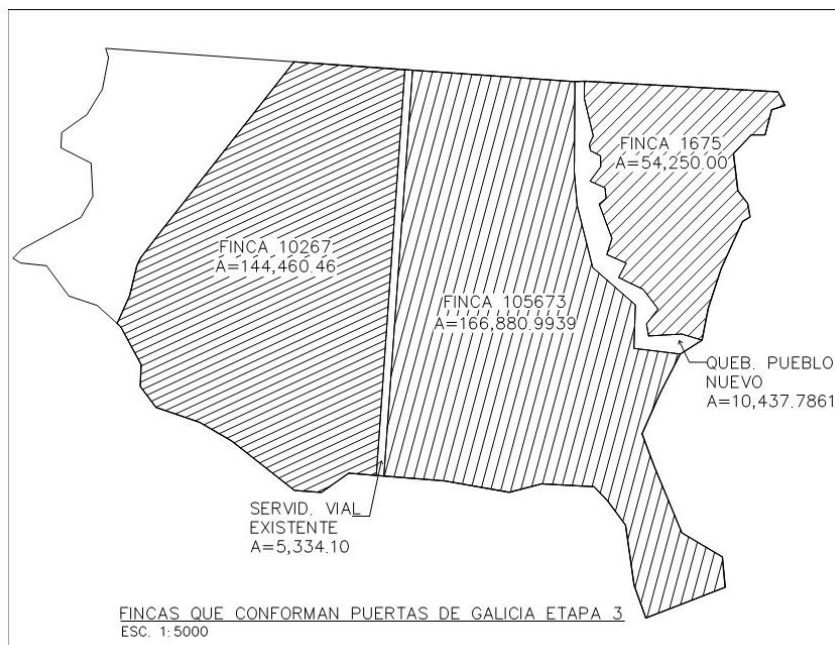 FINCA 1675
A=54,250.00
FINCA 10267
A=144,460.46
FINCA 105673
A=166,880.9939
QUEB. PUEBLO
NUEVO
A=10,437.7861
SERVID. VIAL
EXISTENTE
A=5,334.10
FINCAS QUE CONFORMAN PUERTAS DE GALICIA ETAPA 3
ESC. 1:5000